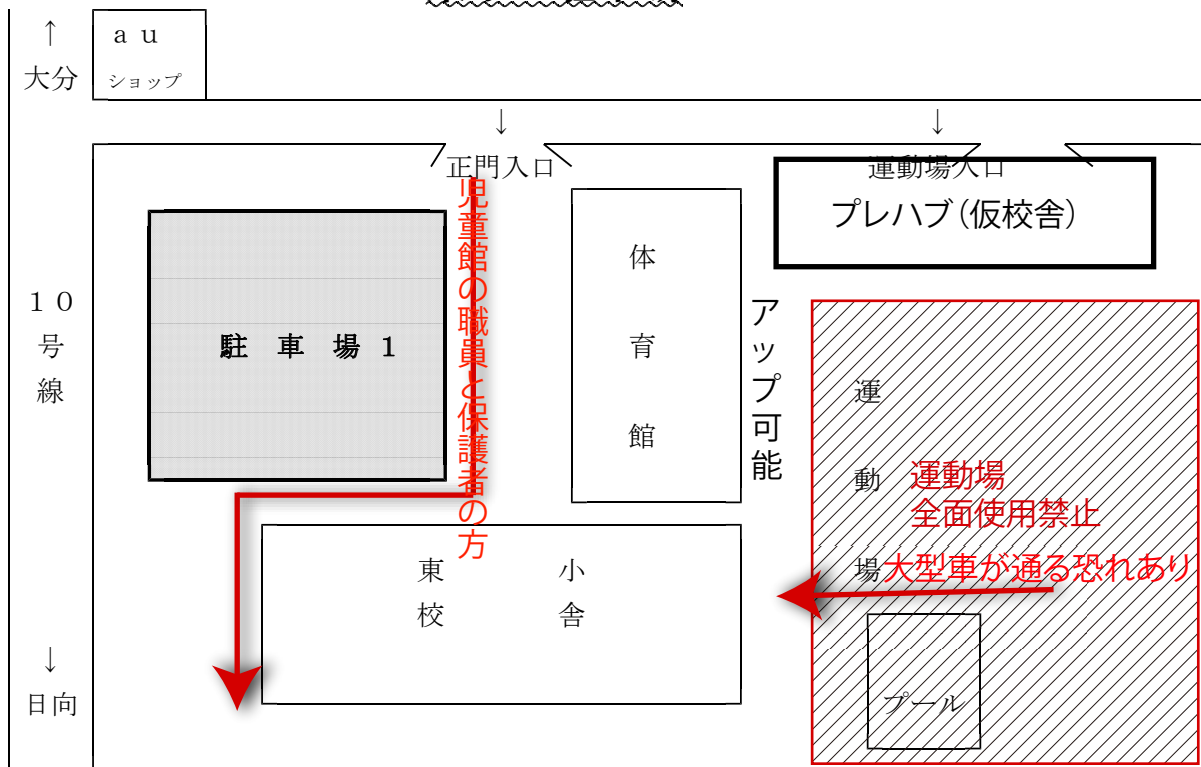 ↑
大分
ａｕ
ショップ
↓
↓
正門入口
運動場入口
プレハブ（仮校舎）
児童館の職員と保護者の方
体育館
アップ可能
１０号線
駐車場１
運動場
運動場
全面使用禁止
大型車が通る恐れあり
東小
校舎
プール
↓
日向